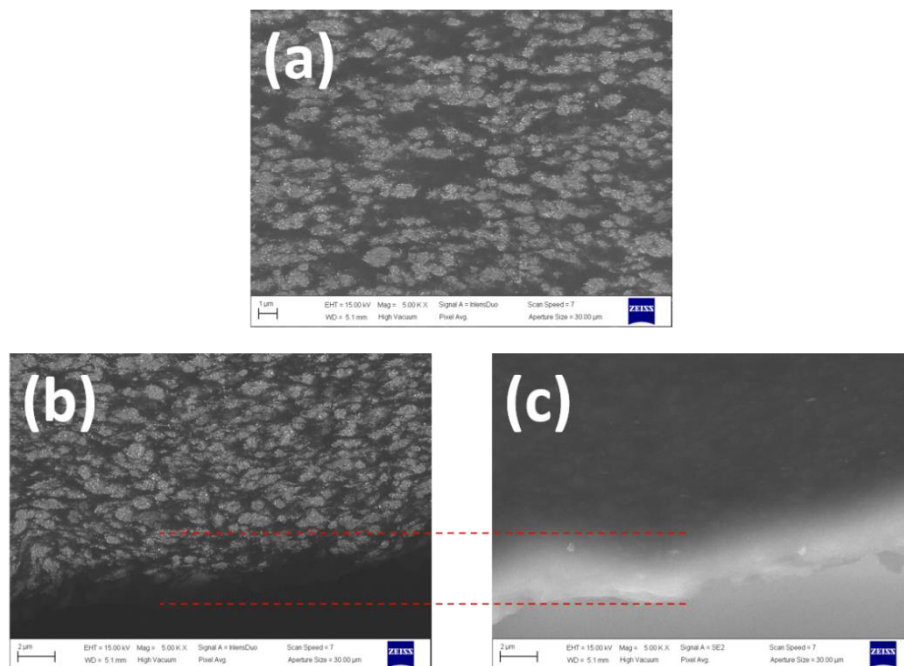 (a)
1 µm
EHT = 15.00 kV Mag = 5.00 K X Signal A = InlensDuo Scan Speed = 7
WD = 5.1 mm High Vacuum Pixel Avg. Aperture Size = 30.00 µm
ZEISS
(b)
2 µm
EHT = 15.00 kV Mag = 5.00 K X Signal A = InlensDuo Scan Speed = 7
WD = 5.1 mm High Vacuum Pixel Avg. Aperture Size = 30.00 µm
ZEISS
(c)
2 µm
EHT = 15.00 kV Mag = 5.00 K X Signal A = SE2 Scan Speed = 7
WD = 5.1 mm High Vacuum Pixel Avg. Aperture Size = 30.00 µm
ZEISS